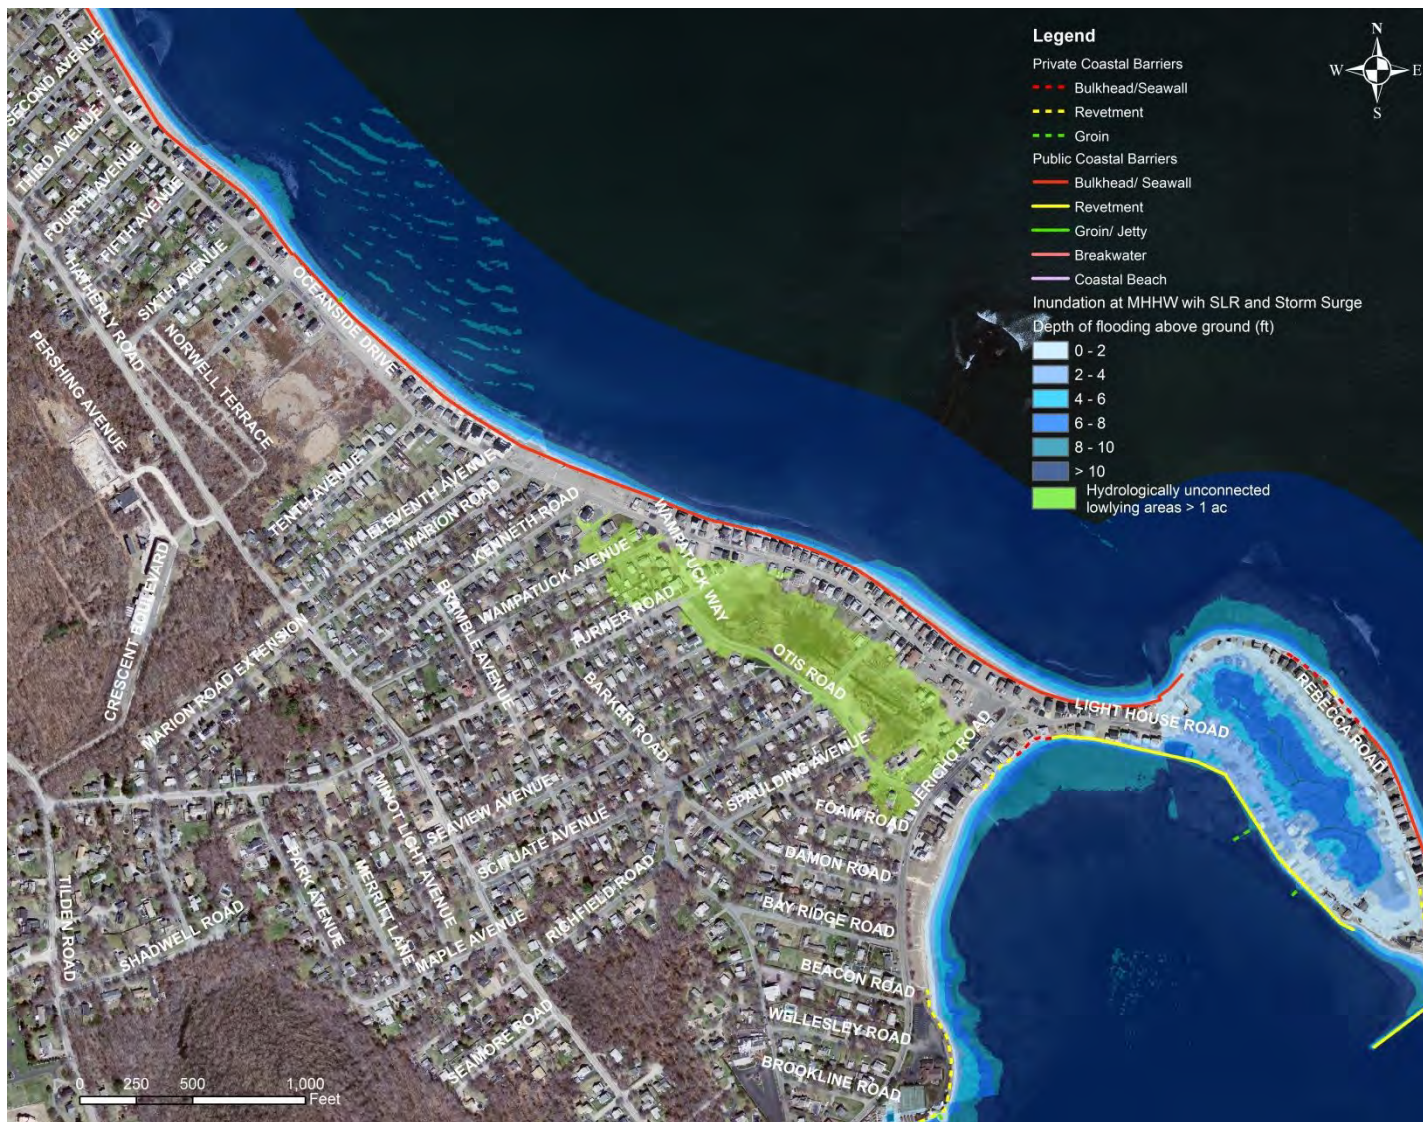 Legend
Private Coastal Barriers
Bulkhead/Seawall
Revetment
Groin
Public Coastal Barriers
Bulkhead/ Seawall
Revetment
Groin/ Jetty
Breakwater
Coastal Beach
Inundation at MHHW wih SLR and Storm Surge
Depth of flooding above ground (ft)
0 - 2
2 - 4
4 - 6
6 - 8
8 - 10
> 10
Hydrologically unconnected
lowlying areas > 1 ac
N
W
E
S
SECOND AVENUE
THIRD AVENUE
FOURTH AVENUE
FIFTH AVENUE
SIXTH AVENUE
HATHERLY ROAD
OCEANSIDE DRIVE
NORWELL TERRACE
PERSHING AVENUE
CRESCENT BOULEVARD
TENTH AVENUE
ELEVENTH AVENUE
MARION ROAD
KENNETH ROAD
WAMPATUCK AVENUE
WAMPATUCK WAY
TURNER ROAD
BRAMBLE AVENUE
MARION ROAD EXTENSION
BARKER ROAD
OTIS ROAD
JERICHO ROAD
LIGHT HOUSE ROAD
REBECCA ROAD
SPAULDING AVENUE
FOAM ROAD
SEAVIEW AVENUE
SCITUATE AVENUE
MINOT LIGHT AVENUE
DAMON ROAD
RICHFIELD ROAD
PARK AVENUE
MERRITT LANE
MAPLE AVENUE
BAY RIDGE ROAD
BEACON ROAD
TILDEN ROAD
SHADWELL ROAD
WELLESLEY ROAD
SEAMORE ROAD
BROOKLINE ROAD
0 250 500 1,000
Feet